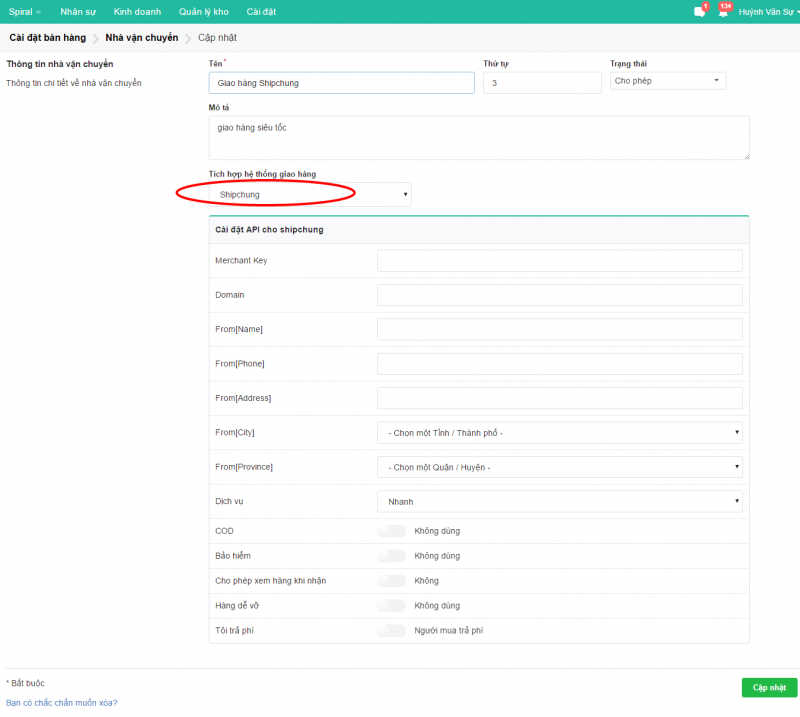 Spiral Nhân sự Kinh doanh Quản lý kho Cài đặt 1 134 Huỳnh Văn Sự
Cài đặt bán hàng Nhà vận chuyển Cập nhật
Thông tin nhà vận chuyển
Thông tin chi tiết về nhà vận chuyển
Tên * Thứ tự Trạng thái
Giao hàng Shipchung 3 Cho phép
Mô tả
giao hàng siêu tốc
Tích hợp hệ thống giao hàng
Shipchung
Cài đặt API cho shipchung
Merchant Key
Domain
From[Name]
From[Phone]
From[Address]
From[City] - Chọn một Tỉnh / Thành phố -
From[Province] - Chọn một Quận / Huyện -
Dịch vụ Nhanh
COD Không dùng
Bảo hiểm Không dùng
Cho phép xem hàng khi nhận Không
Hàng dễ vỡ Không dùng
Tôi trả phí Người mua trả phí
* Bắt buộc
Cập nhật
Bạn có chắc chắn muốn xóa?